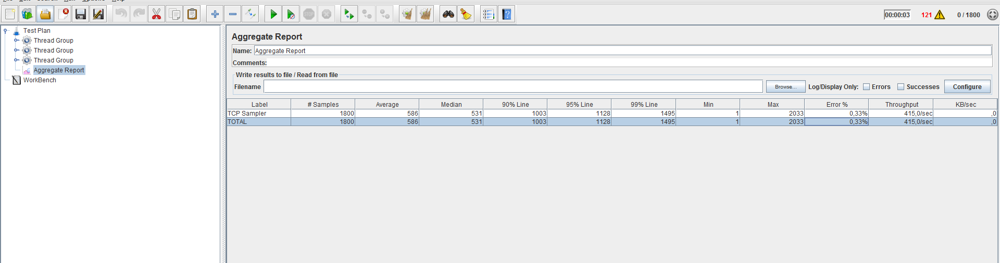 STOP
00:00:03 121 0 / 1800
Test Plan
Thread Group
Thread Group
Thread Group
Aggregate Report
WorkBench
Aggregate Report
Name: Aggregate Report
Comments:
Write results to file / Read from file
Filename Browse... Log/Display Only: Errors Successes Configure
Label # Samples Average Median 90% Line 95% Line 99% Line Min Max Error % Throughput KB/sec
TCP Sampler 1800 586 531 1003 1128 1495 1 2033 0,33% 415,0/sec ,0
TOTAL 1800 586 531 1003 1128 1495 1 2033 0,33% 415,0/sec ,0